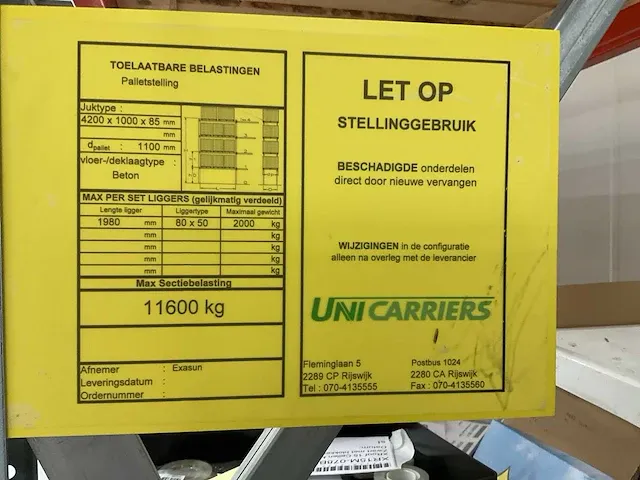 TOELAATBARE BELASTINGEN
Palletstelling
Juktype :
4200 x 1000 x 85 mm
mm
dpallet : 1100 mm
vloer-/deklaagtype :
Beton
MAX PER SET LIGGERS (gelijkmatig verdeeld)
Lengte ligger Liggertype Maximaal gewicht
1980 mm 80 x 50 2000 kg
mm kg
mm kg
mm kg
mm kg
Max Sectiebelasting
11600 kg
Afnemer : Exasun
Leveringsdatum :
Ordernummer :
LET OP
STELLINGGEBRUIK
BESCHADIGDE onderdelen
direct door nieuwe vervangen
WIJZIGINGEN in de configuratie
alleen na overleg met de leverancier
UNICARRIERS
Fleminglaan 5 Postbus 1024
2289 CP Rijswijk 2280 CA Rijswijk
Tel : 070-4135555 Fax : 070-4135560